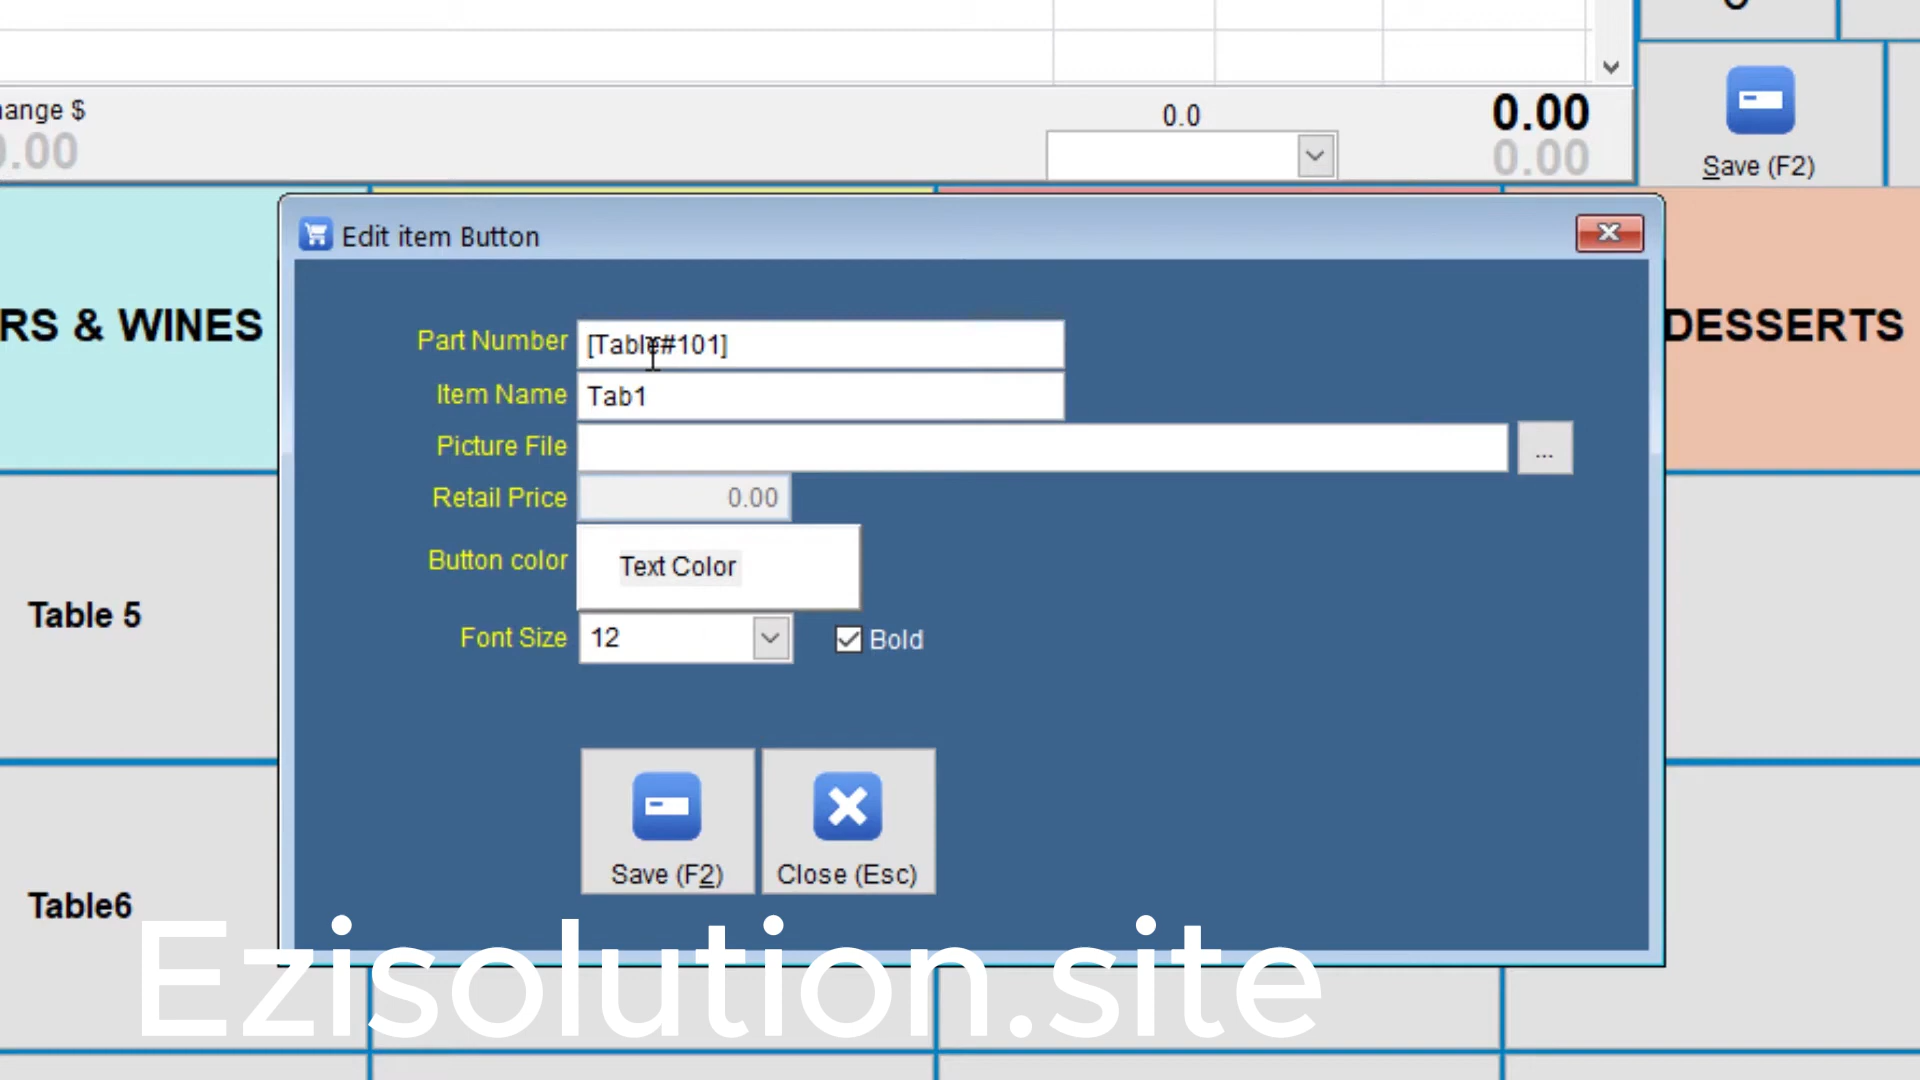 ange $
0.0
0.00
.00
0.00
Save (F2)
Edit item Button
RS & WINES
DESSERTS
Part Number
[Table#101]
Item Name
Tab1
Picture File
...
Retail Price
0.00
Button color
Text Color
Font Size
12
Bold
Table 5
Save (F2)
Close (Esc)
Table6
Ezisolution.site